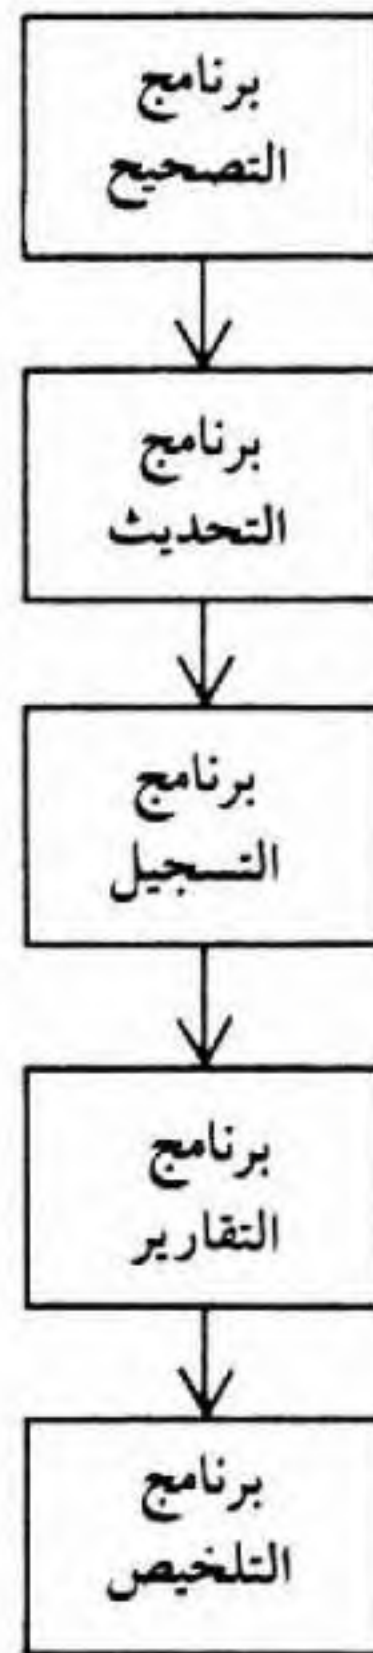 برنامج
التصحيح
برنامج
التحديث
برنامج
التسجيل
برنامج
التقارير
برنامج
التلخيص